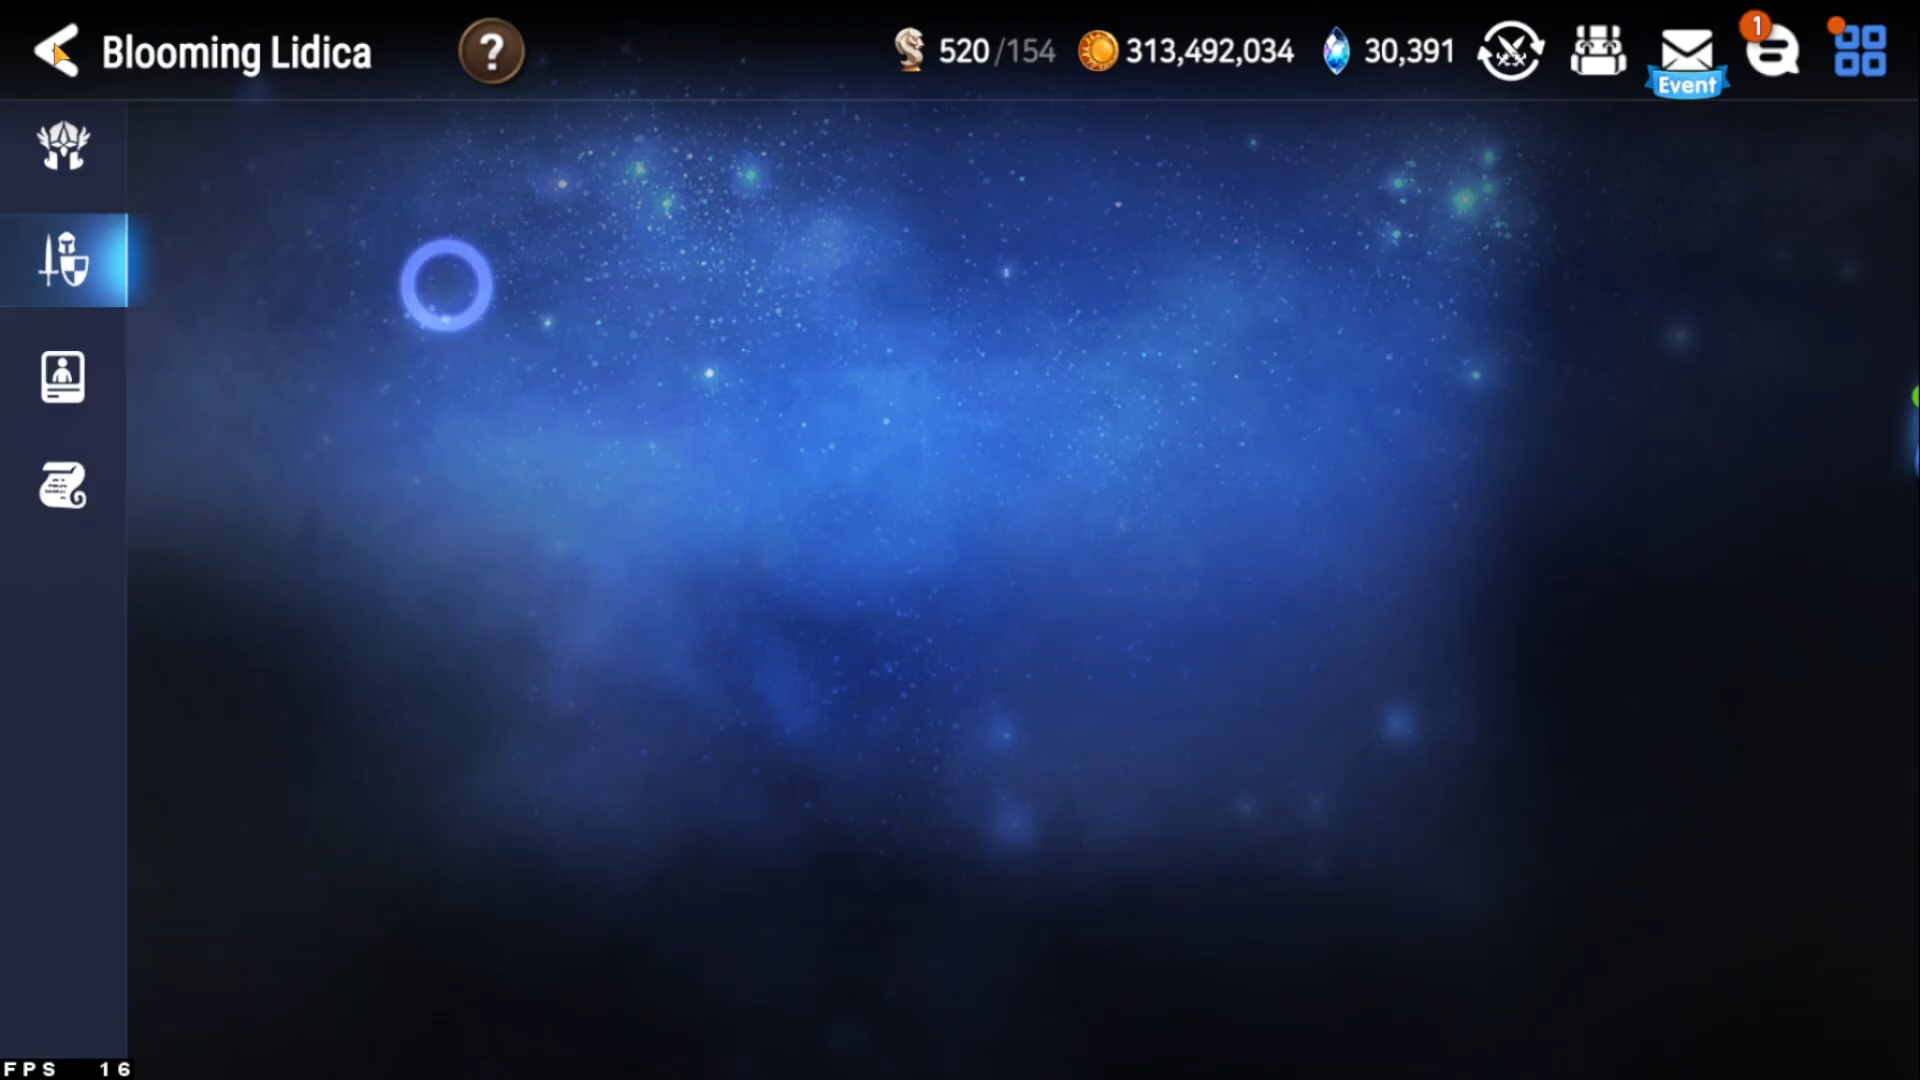 Blooming Lidica
?
520/154
313,492,034
30,391
Event
1
FPS 16